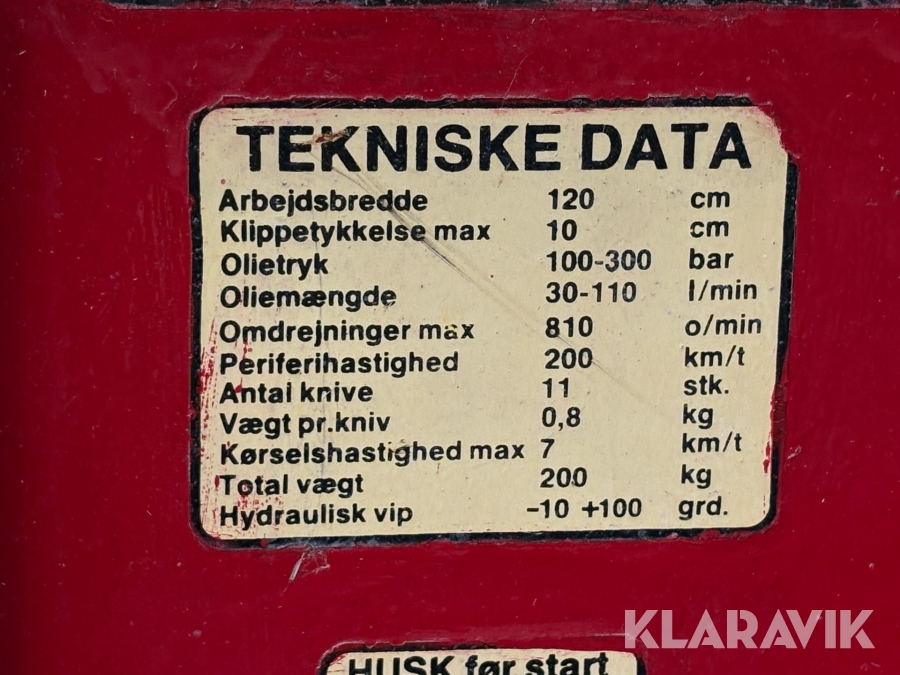 TEKNISKE DATA
Arbejdsbredde 120 cm
Klippetykkelse max 10 cm
Olietryk 100-300 bar
Oliemængde 30-110 l/min
Omdrejninger max 810 o/min
Periferihastighed 200 km/t
Antal knive 11 stk.
Vægt pr.kniv 0,8 kg
Kørselshastighed max 7 km/t
Total vægt 200 kg
Hydraulisk vip -10 +100 grd.
KLARAVIK
HUSK før start